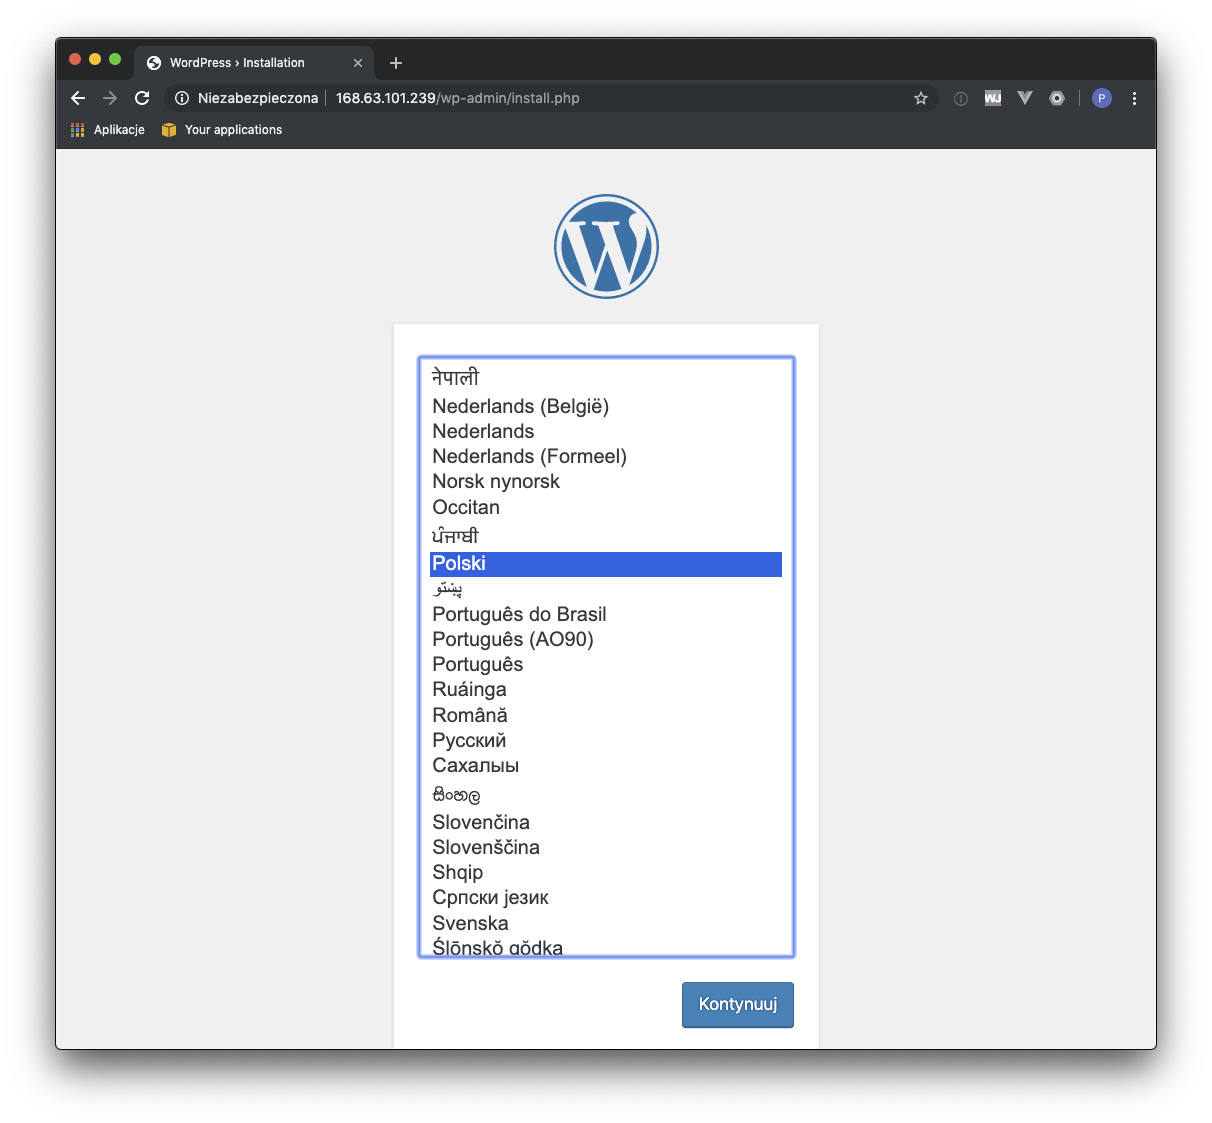 WordPress › Installation
Niezabezpieczona 168.63.101.239/wp-admin/install.php
WJ
P
Aplikacje Your applications
नेपाली
Nederlands (België)
Nederlands
Nederlands (Formeel)
Norsk nynorsk
Occitan
ਪੰਜਾਬੀ
Polski
پښتو
Português do Brasil
Português (AO90)
Português
Ruáinga
Română
Русский
Сахалыы
සිංහල
Slovenčina
Slovenščina
Shqip
Српски језик
Svenska
Ślōnskŏ gŏdka
Kontynuuj